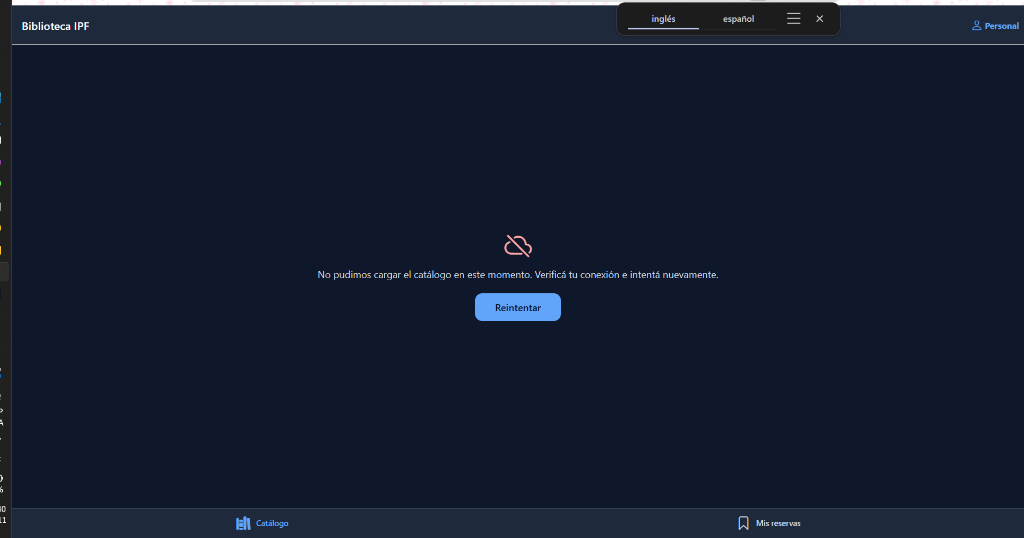 Biblioteca IPF
inglés
español
Personal
No pudimos cargar el catálogo en este momento. Verificá tu conexión e intentá nuevamente.
Reintentar
Catálogo
Mis reservas